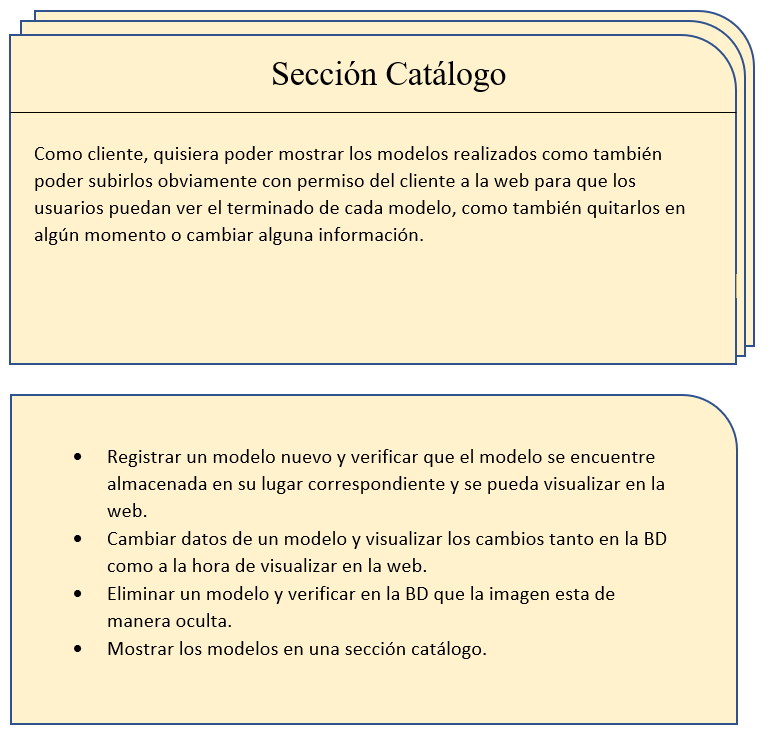 Sección Catálogo
Como cliente, quisiera poder mostrar los modelos realizados como también
poder subirlos obviamente con permiso del cliente a la web para que los
usuarios puedan ver el terminado de cada modelo, como también quitarlos en
algún momento o cambiar alguna información.
• Registrar un modelo nuevo y verificar que el modelo se encuentre
almacenada en su lugar correspondiente y se pueda visualizar en la
web.
• Cambiar datos de un modelo y visualizar los cambios tanto en la BD
como a la hora de visualizar en la web.
• Eliminar un modelo y verificar en la BD que la imagen esta de
manera oculta.
• Mostrar los modelos en una sección catálogo.